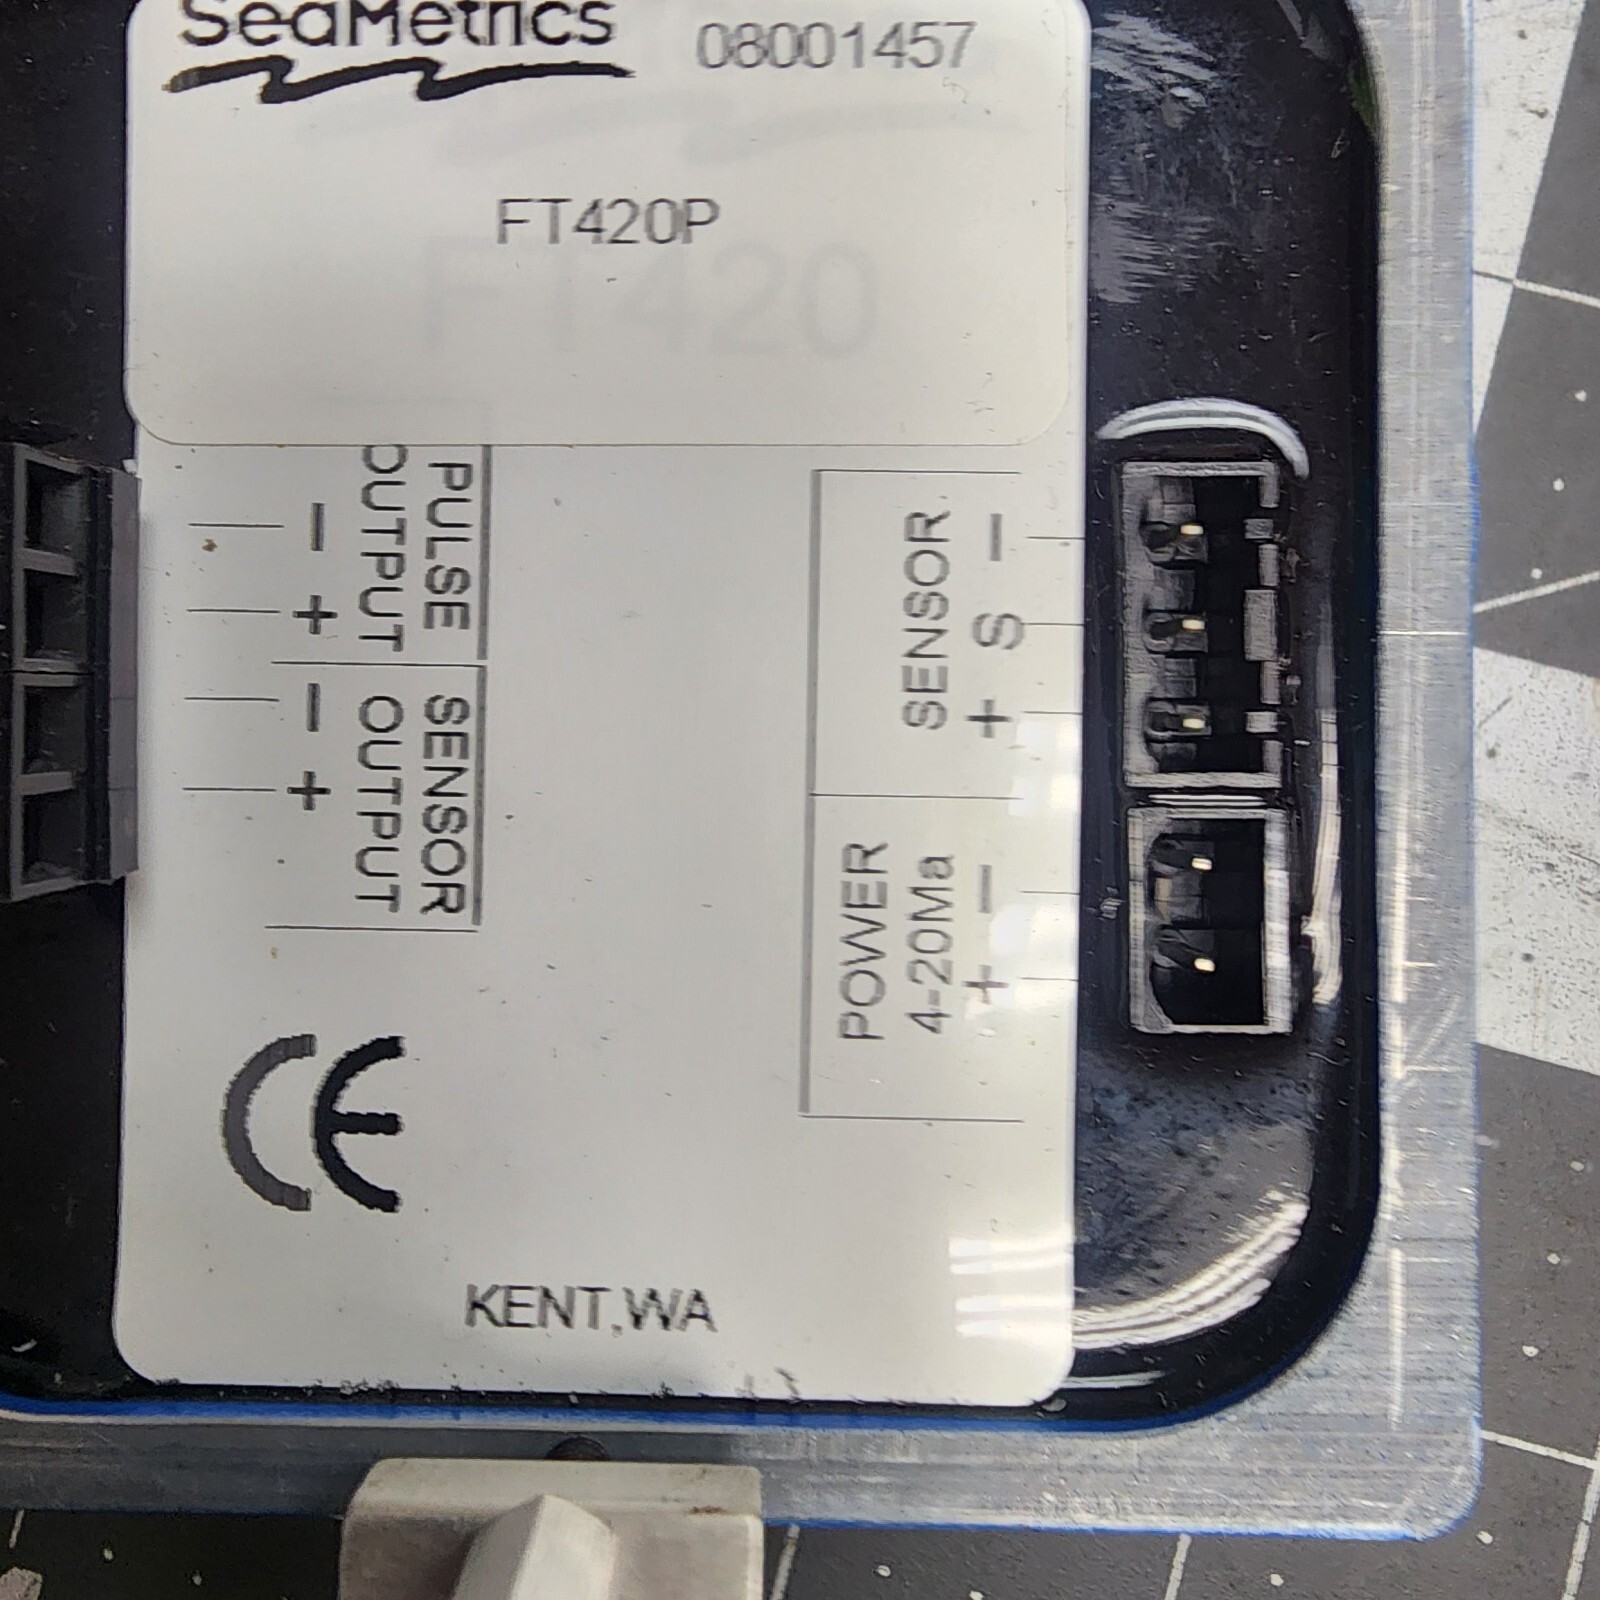 SeaMetrics
08001457
FT420P
FT420
PULSE
OUTPUT
- +
SENSOR
OUTPUT
- +
SENSOR
- S +
POWER
4-20Ma
- +
CE
KENT,WA